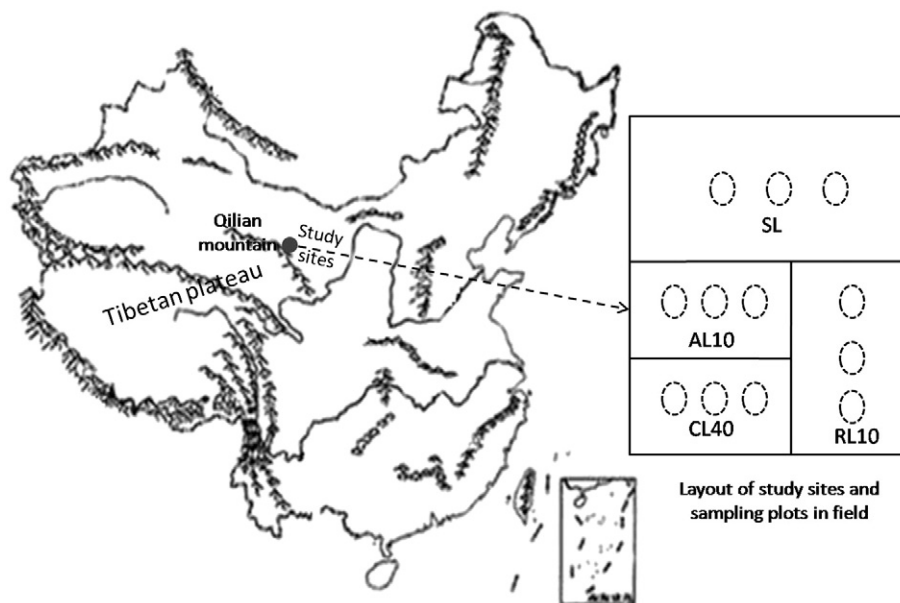 Qilian
mountain
Study
sites
Tibetan plateau
SL
AL10
CL40
RL10
Layout of study sites and
sampling plots in field